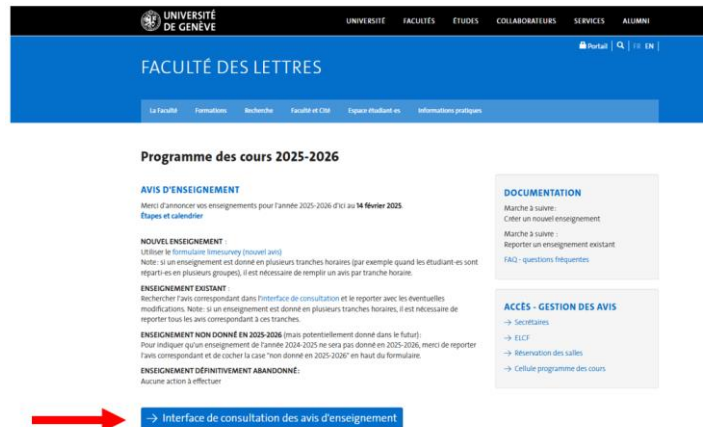 UNIVERSITÉ
DE GENÈVE
UNIVERSITÉ FACULTÉS ÉTUDES COLLABORATEURS SERVICES ALUMNI
Portail | | FR EN |
FACULTÉ DES LETTRES
La Faculté Formations Recherche Faculté et Cité Espace étudiant-es Informations pratiques
Programme des cours 2025-2026
AVIS D'ENSEIGNEMENT
Merci d'annoncer vos enseignements pour l'année 2025-2026 d'ici au 14 février 2025.
Étapes et calendrier
NOUVEL ENSEIGNEMENT :
Utiliser le formulaire limesurvey (nouvel avis)
Note: si un enseignement est donné en plusieurs tranches horaires (par exemple quand les étudiant-es sont
réparti-es en plusieurs groupes), il est nécessaire de remplir un avis par tranche horaire.
ENSEIGNEMENT EXISTANT :
Rechercher l'avis correspondant dans l'interface de consultation et le reporter avec les éventuelles
modifications. Note: si un enseignement est donné en plusieurs tranches horaires, il est nécessaire de
reporter tous les avis correspondant à ces tranches.
ENSEIGNEMENT NON DONNÉ EN 2025-2026 (mais potentiellement donné dans le futur) :
Pour indiquer qu'un enseignement de l'année 2024-2025 ne sera pas donné en 2025-2026, merci de reporter
l'avis correspondant et de cocher la case "non donné en 2025-2026" en haut du formulaire.
ENSEIGNEMENT DÉFINITIVEMENT ABANDONNÉ:
Aucune action à effectuer
→ Interface de consultation des avis d'enseignement
DOCUMENTATION
Marche à suivre:
Créer un nouvel enseignement
Marche à suivre :
Reporter un enseignement existant
FAQ - questions fréquentes
ACCÈS - GESTION DES AVIS
→ Secrétaires
→ ELCF
→ Réservation des salles
→ Cellule programme des cours